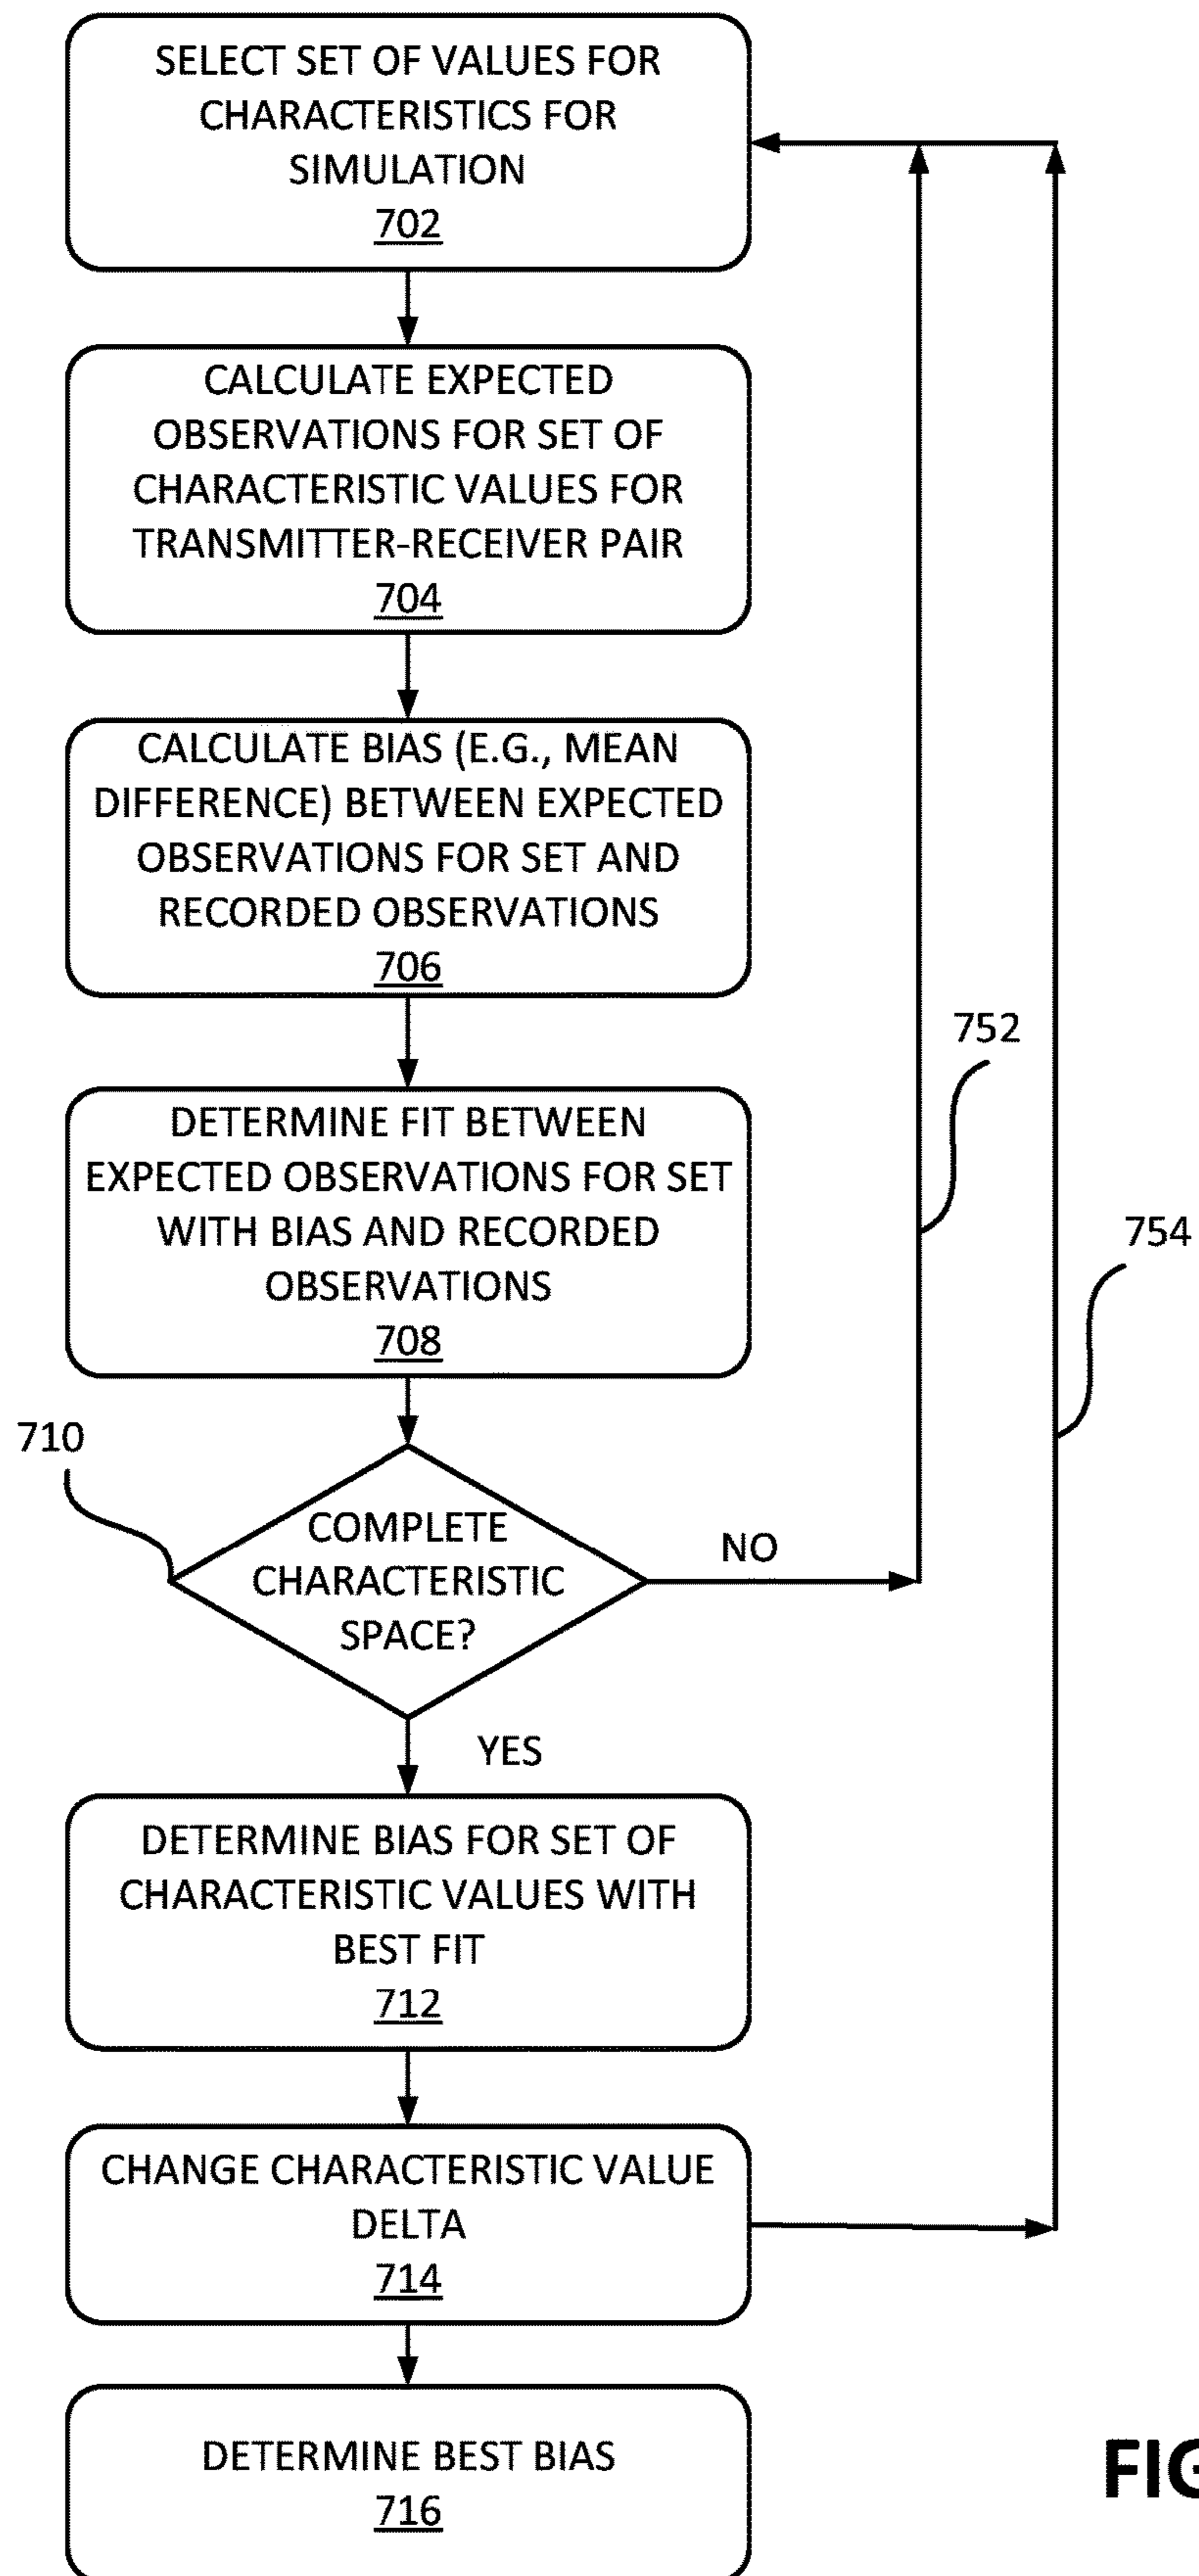 SELECT SET OF VALUES FOR
CHARACTERISTICS FOR
SIMULATION
702
CALCULATE EXPECTED
OBSERVATIONS FOR SET OF
CHARACTERISTIC VALUES FOR
TRANSMITTER-RECEIVER PAIR
704
CALCULATE BIAS (E.G., MEAN
DIFFERENCE) BETWEEN EXPECTED
OBSERVATIONS FOR SET AND
RECORDED OBSERVATIONS
706
752
DETERMINE FIT BETWEEN
EXPECTED OBSERVATIONS FOR SET
WITH BIAS AND RECORDED
OBSERVATIONS
708
754
710
COMPLETE
CHARACTERISTIC
SPACE?
NO
YES
DETERMINE BIAS FOR SET OF
CHARACTERISTIC VALUES WITH
BEST FIT
712
CHANGE CHARACTERISTIC VALUE
DELTA
714
DETERMINE BEST BIAS
716
FIG